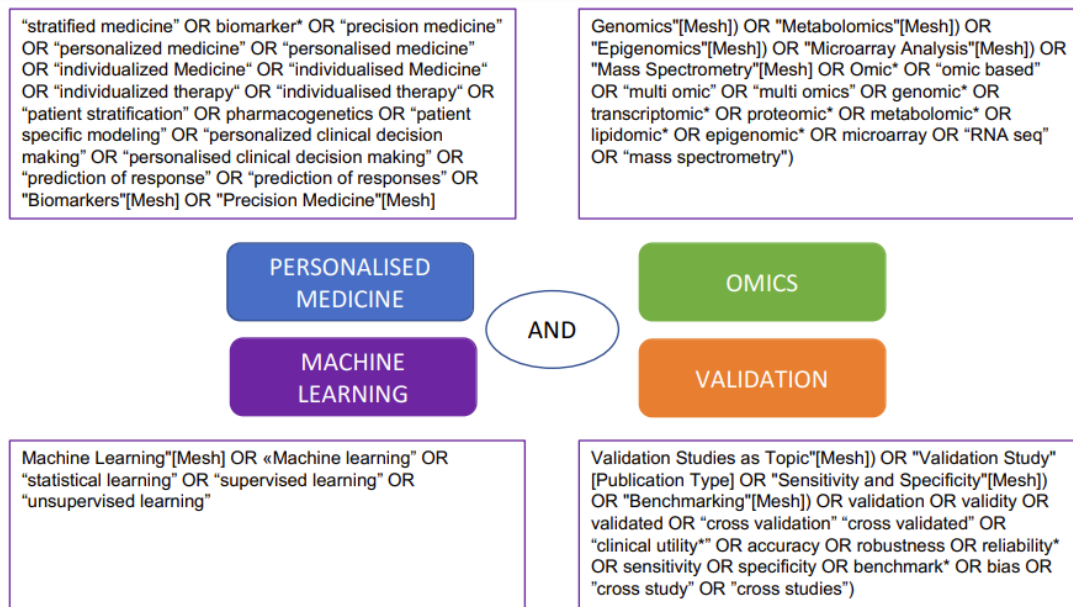 “stratified medicine” OR biomarker* OR “precision medicine”
OR “personalized medicine” OR “personalised medicine”
OR “individualized Medicine“ OR “individualised Medicine“
OR “individualized therapy“ OR “individualised therapy“ OR
“patient stratification” OR pharmacogenetics OR “patient
specific modeling” OR “personalized clinical decision
making” OR “personalised clinical decision making” OR
“prediction of response” OR “prediction of responses” OR
"Biomarkers"[Mesh] OR "Precision Medicine"[Mesh]
Genomics"[Mesh]) OR "Metabolomics"[Mesh]) OR
"Epigenomics"[Mesh]) OR "Microarray Analysis"[Mesh]) OR
"Mass Spectrometry"[Mesh] OR Omic* OR “omic based”
OR “multi omic” OR “multi omics” OR genomic* OR
transcriptomic* OR proteomic* OR metabolomic* OR
lipidomic* OR epigenomic* OR microarray OR “RNA seq”
OR “mass spectrometry")
PERSONALISED
MEDICINE
OMICS
AND
MACHINE
LEARNING
VALIDATION
Machine Learning"[Mesh] OR «Machine learning” OR
“statistical learning” OR “supervised learning” OR
“unsupervised learning”
Validation Studies as Topic"[Mesh]) OR "Validation Study"
[Publication Type] OR "Sensitivity and Specificity"[Mesh])
OR "Benchmarking"[Mesh]) OR validation OR validity OR
validated OR “cross validation” “cross validated” OR
“clinical utility*” OR accuracy OR robustness OR reliability*
OR sensitivity OR specificity OR benchmark* OR bias OR
”cross study” OR ”cross studies”)